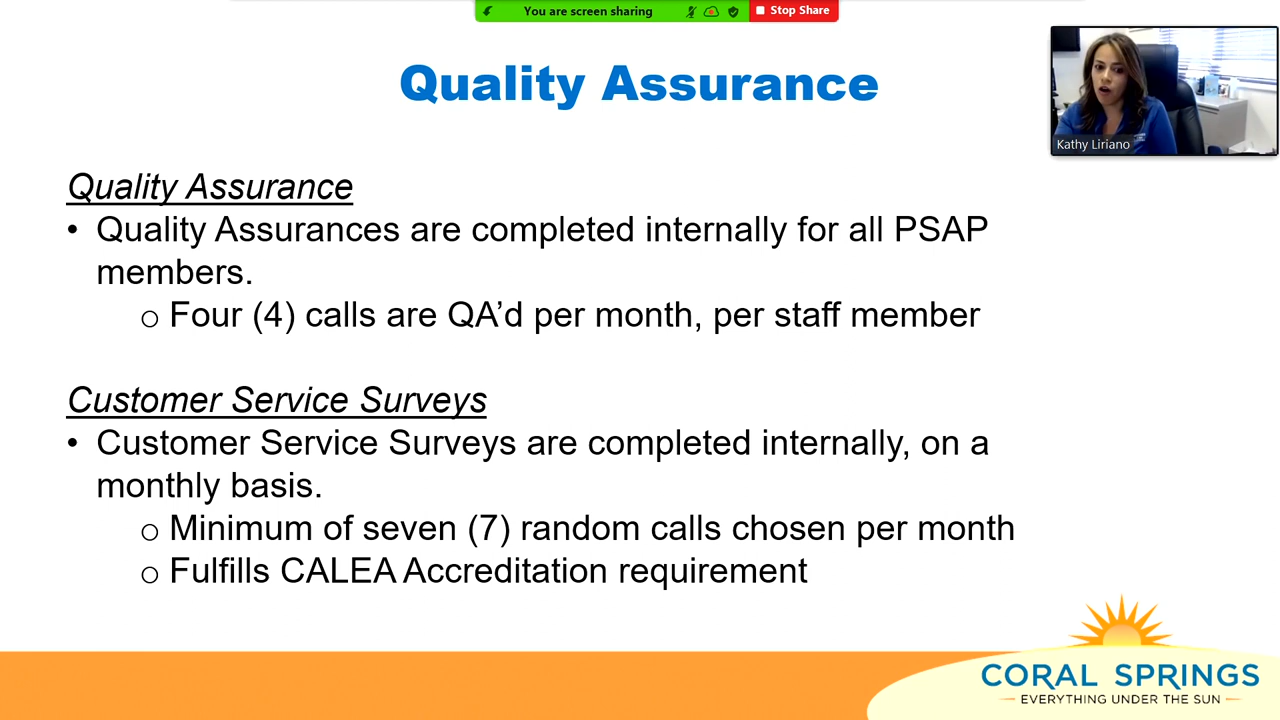 You are screen sharing
Stop Share
Quality Assurance
Kathy Liriano
Quality Assurance
• Quality Assurances are completed internally for all PSAP
members.
o Four (4) calls are QA’d per month, per staff member
Customer Service Surveys
• Customer Service Surveys are completed internally, on a
monthly basis.
o Minimum of seven (7) random calls chosen per month
o Fulfills CALEA Accreditation requirement
CORAL SPRINGS
EVERYTHING UNDER THE SUN